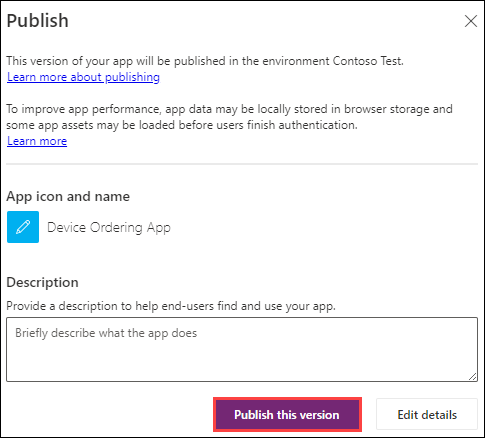 Publish
This version of your app will be published in the environment Contoso Test.
Learn more about publishing
To improve app performance, app data may be locally stored in browser storage and
some app assets may be loaded before users finish authentication.
Learn more
App icon and name
Device Ordering App
Description
Provide a description to help end-users find and use your app.
Briefly describe what the app does
Publish this version
Edit details